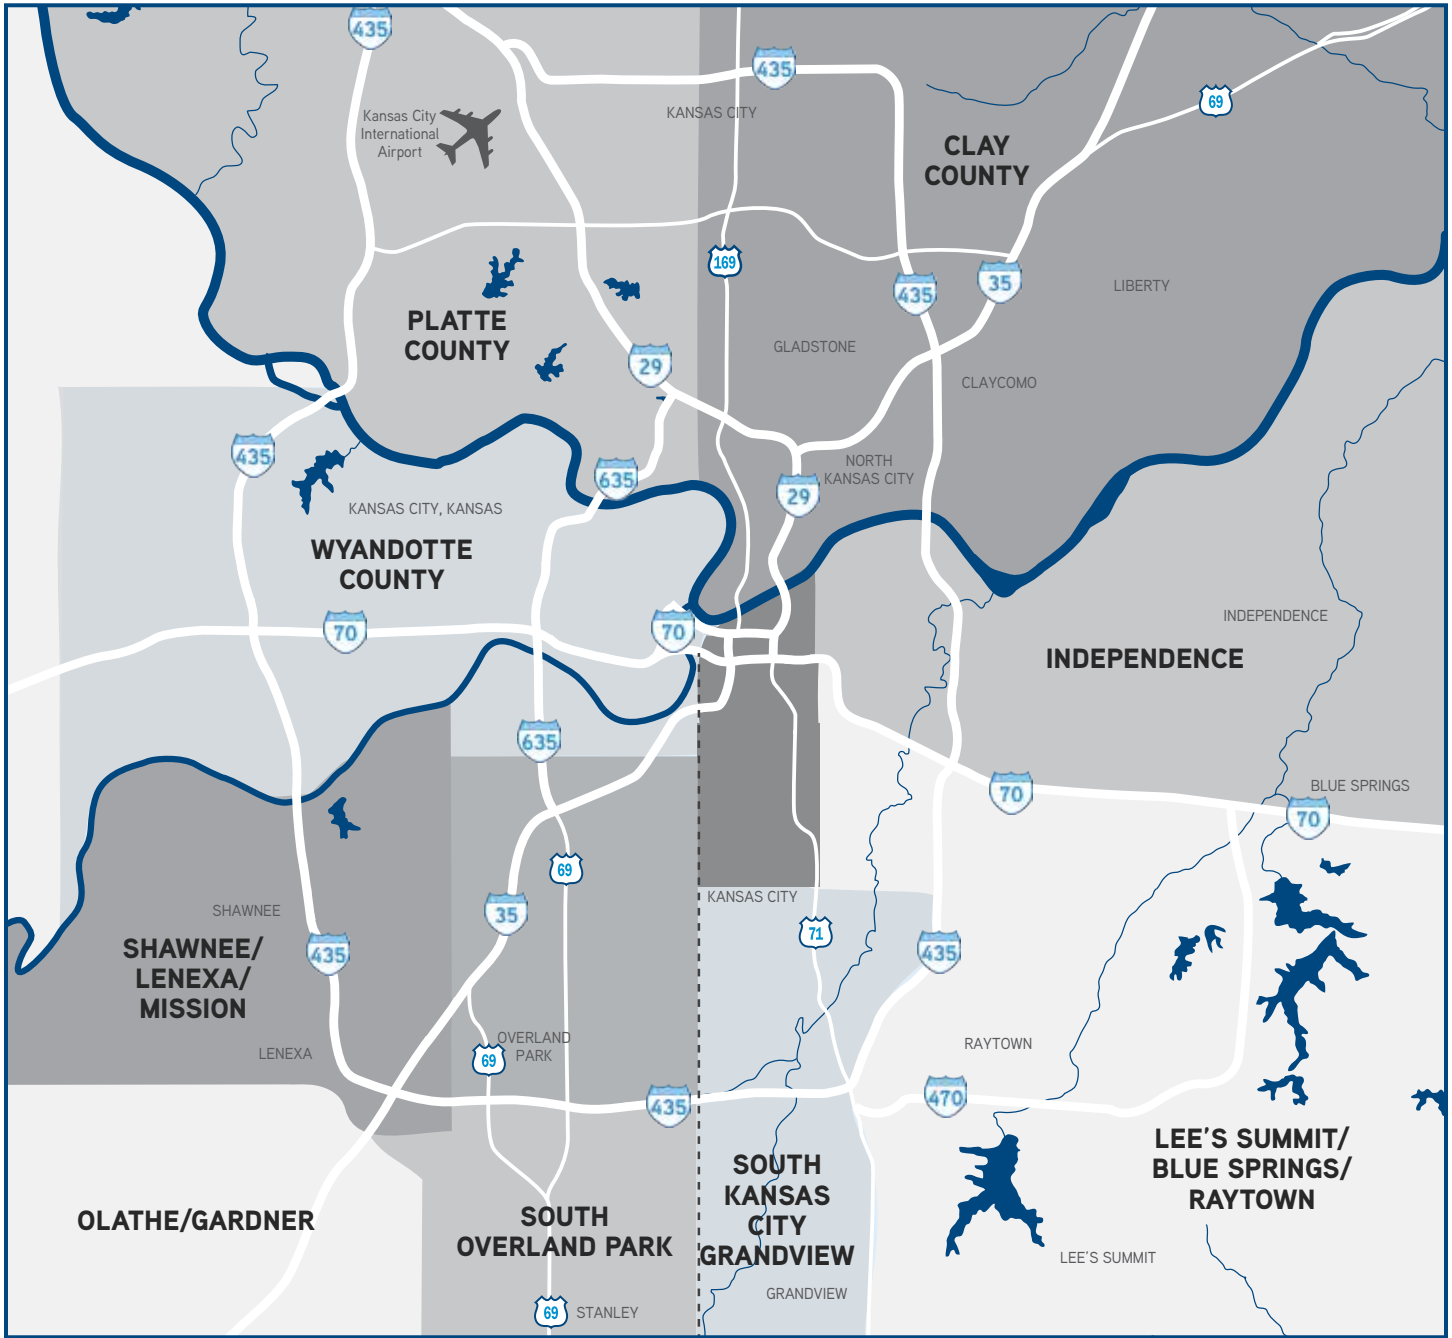 435
435
69
Kansas City
International
Airport
KANSAS CITY
CLAY
COUNTY
169
435
35
LIBERTY
PLATTE
COUNTY
GLADSTONE
29
CLAYCOMO
435
635
NORTH
KANSAS CITY
29
KANSAS CITY, KANSAS
WYANDOTTE
COUNTY
70
70
INDEPENDENCE
INDEPENDENCE
635
70
BLUE SPRINGS
70
69
35
KANSAS CITY
71
SHAWNEE
435
435
SHAWNEE/
LENEXA/
MISSION
OVERLAND
PARK
69
LENEXA
RAYTOWN
435
470
LEE'S SUMMIT/
BLUE SPRINGS/
RAYTOWN
SOUTH
KANSAS
CITY
GRANDVIEW
OLATHE/GARDNER
SOUTH
OVERLAND PARK
LEE'S SUMMIT
GRANDVIEW
69
STANLEY